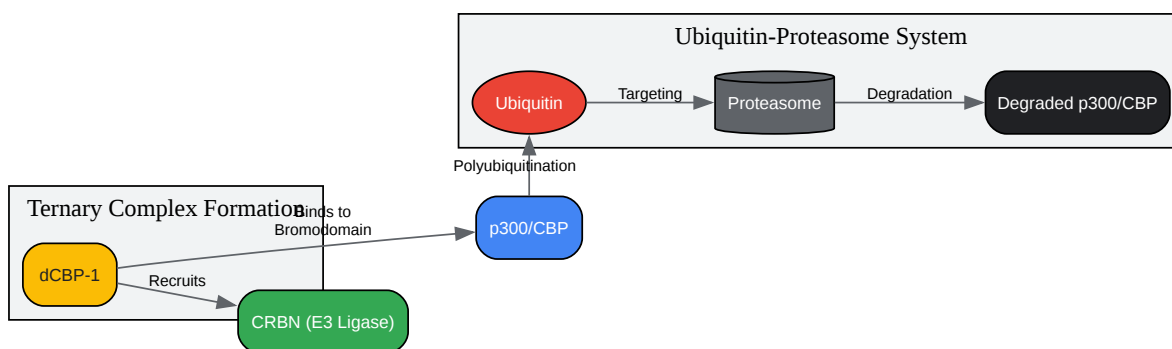 Ubiquitin-Proteasome System
Ubiquitin
Targeting
Proteasome
Degradation
Degraded p300/CBP
Polyubiquitination
Ternary Complex Formation
Binds to
Bromodomain
p300/CBP
dCBP-1
Recruits
CRBN (E3 Ligase)